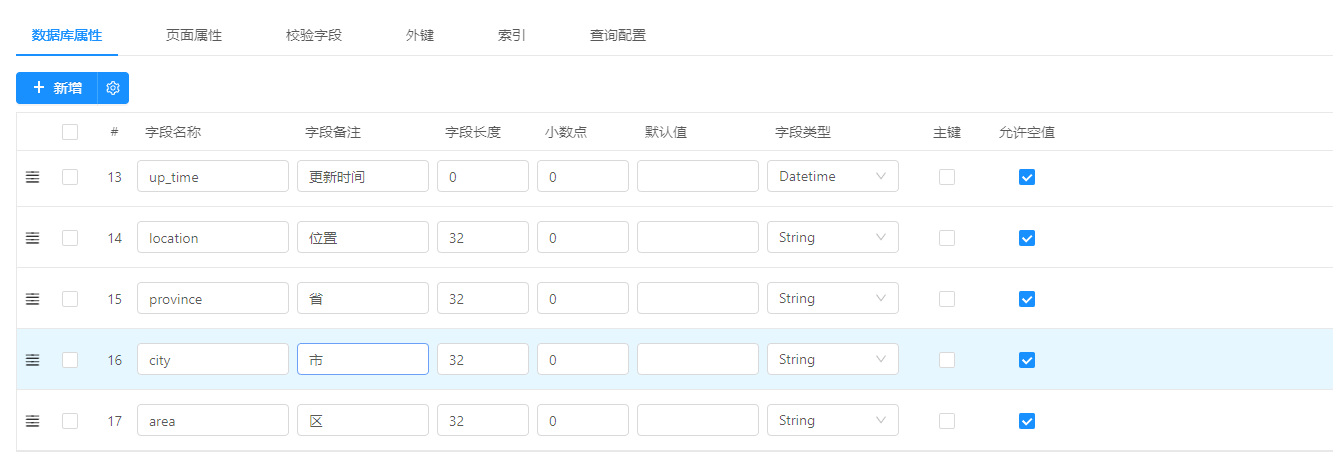 数据库属性 页面属性 校验字段 外键 索引 查询配置
新增
# 字段名称 字段备注 字段长度 小数点 默认值 字段类型 主键 允许空值
13 up_time 更新时间 0 0 Datetime
14 location 位置 32 0 String
15 province 省 32 0 String
16 city 市 32 0 String
17 area 区 32 0 String